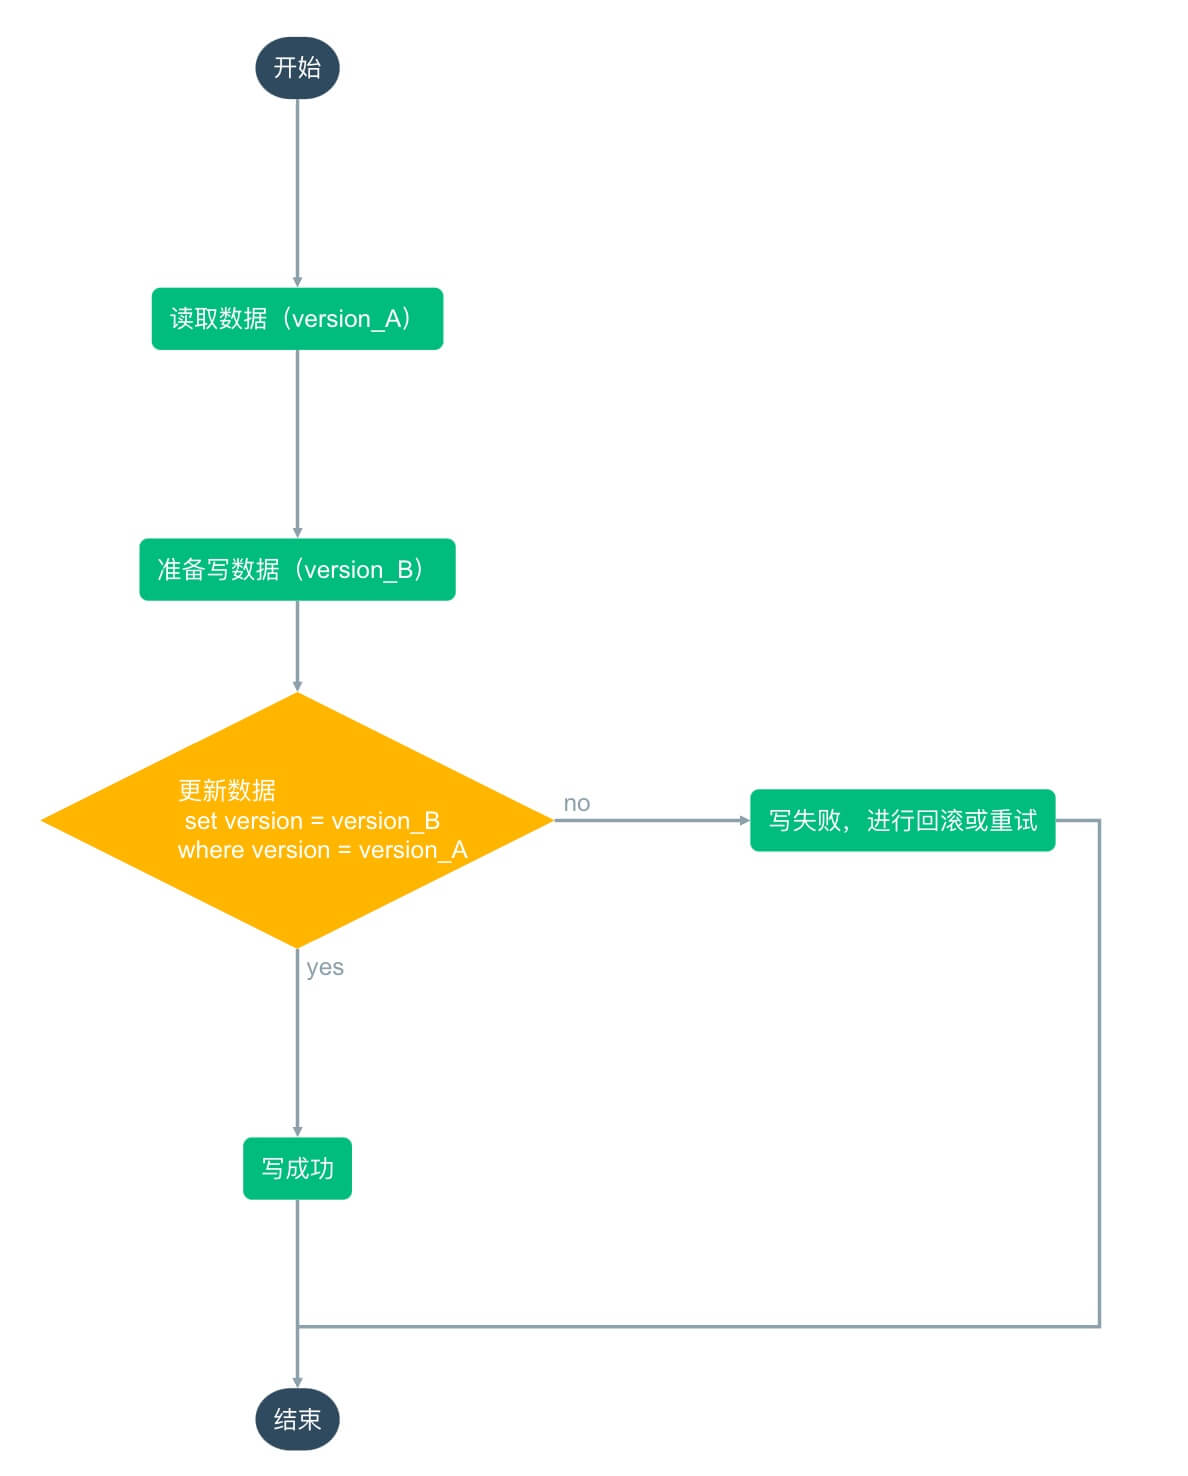 开始
读取数据（version_A）
准备写数据（version_B）
更新数据
set version = version_B
where version = version_A
no
写失败，进行回滚或重试
yes
写成功
结束